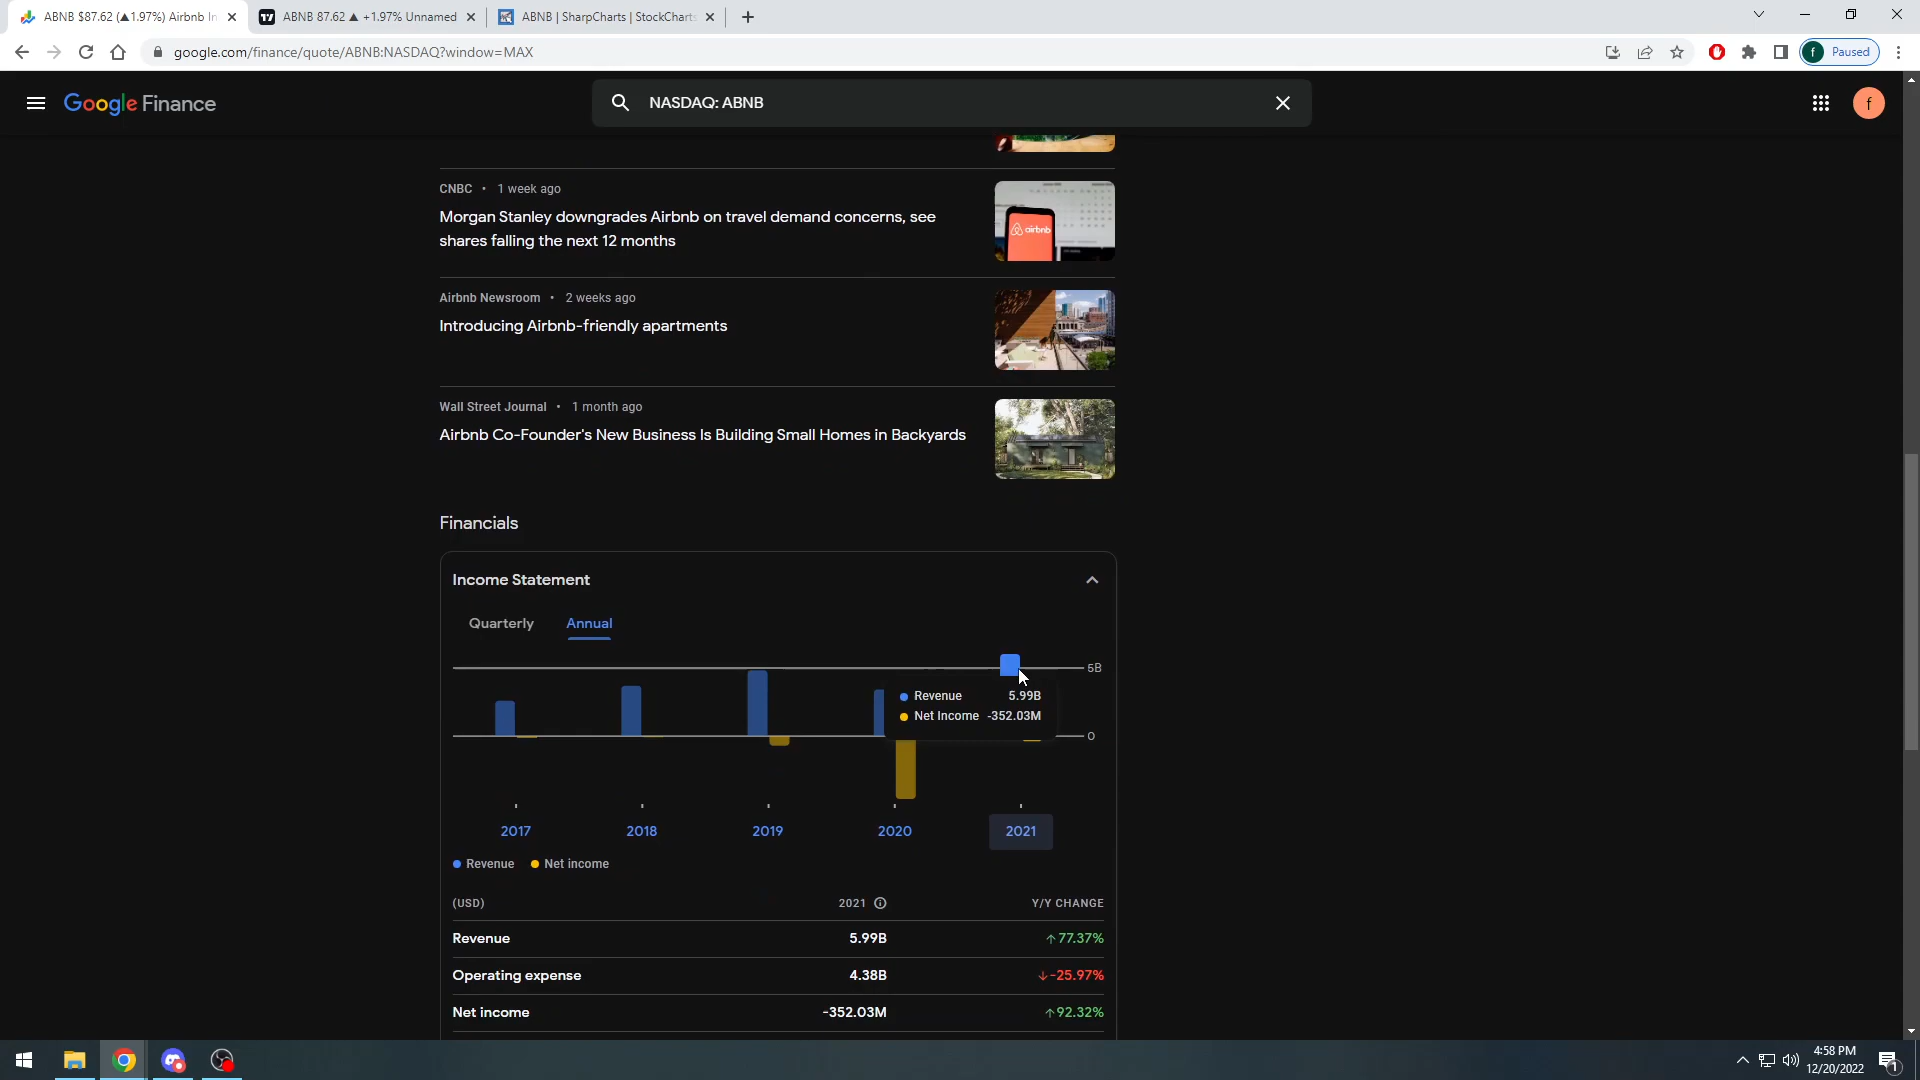 ABNB $87.62 (▲1.97%) Airbnb In
ABNB 87.62 ▲ +1.97% Unnamed
ABNB | SharpCharts | StockChart
google.com/finance/quote/ABNB:NASDAQ?window=MAX
f
Paused
Google Finance
NASDAQ: ABNB
f
CNBC • 1 week ago
Morgan Stanley downgrades Airbnb on travel demand concerns, see
shares falling the next 12 months
airbnb
Airbnb Newsroom • 2 weeks ago
Introducing Airbnb-friendly apartments
Wall Street Journal • 1 month ago
Airbnb Co-Founder's New Business Is Building Small Homes in Backyards
Financials
Income Statement
Quarterly Annual
5B
Revenue 5.99B
Net Income -352.03M
0
2017 2018 2019 2020 2021
Revenue Net income
(USD) 2021 Y/Y CHANGE
Revenue 5.99B ↑77.37%
Operating expense 4.38B ↓-25.97%
Net income -352.03M ↑92.32%
4:58 PM
12/20/2022
1